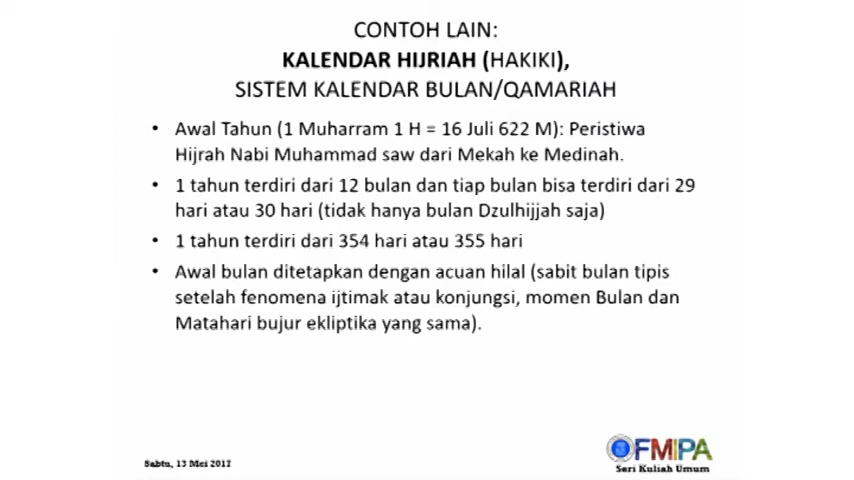 CONTOH LAIN:
KALENDAR HIJRIAH (HAKIKI),
SISTEM KALENDAR BULAN/QAMARIAH
• Awal Tahun (1 Muharram 1 H = 16 Juli 622 M): Peristiwa
Hijrah Nabi Muhammad saw dari Mekah ke Medinah.
• 1 tahun terdiri dari 12 bulan dan tiap bulan bisa terdiri dari 29
hari atau 30 hari (tidak hanya bulan Dzulhijjah saja)
• 1 tahun terdiri dari 354 hari atau 355 hari
• Awal bulan ditetapkan dengan acuan hilal (sabit bulan tipis
setelah fenomena ijtimak atau konjungsi, momen Bulan dan
Matahari bujur ekliptika yang sama).
Sabtu, 13 Mei 2017
FMIPA
Seri Kuliah Umum